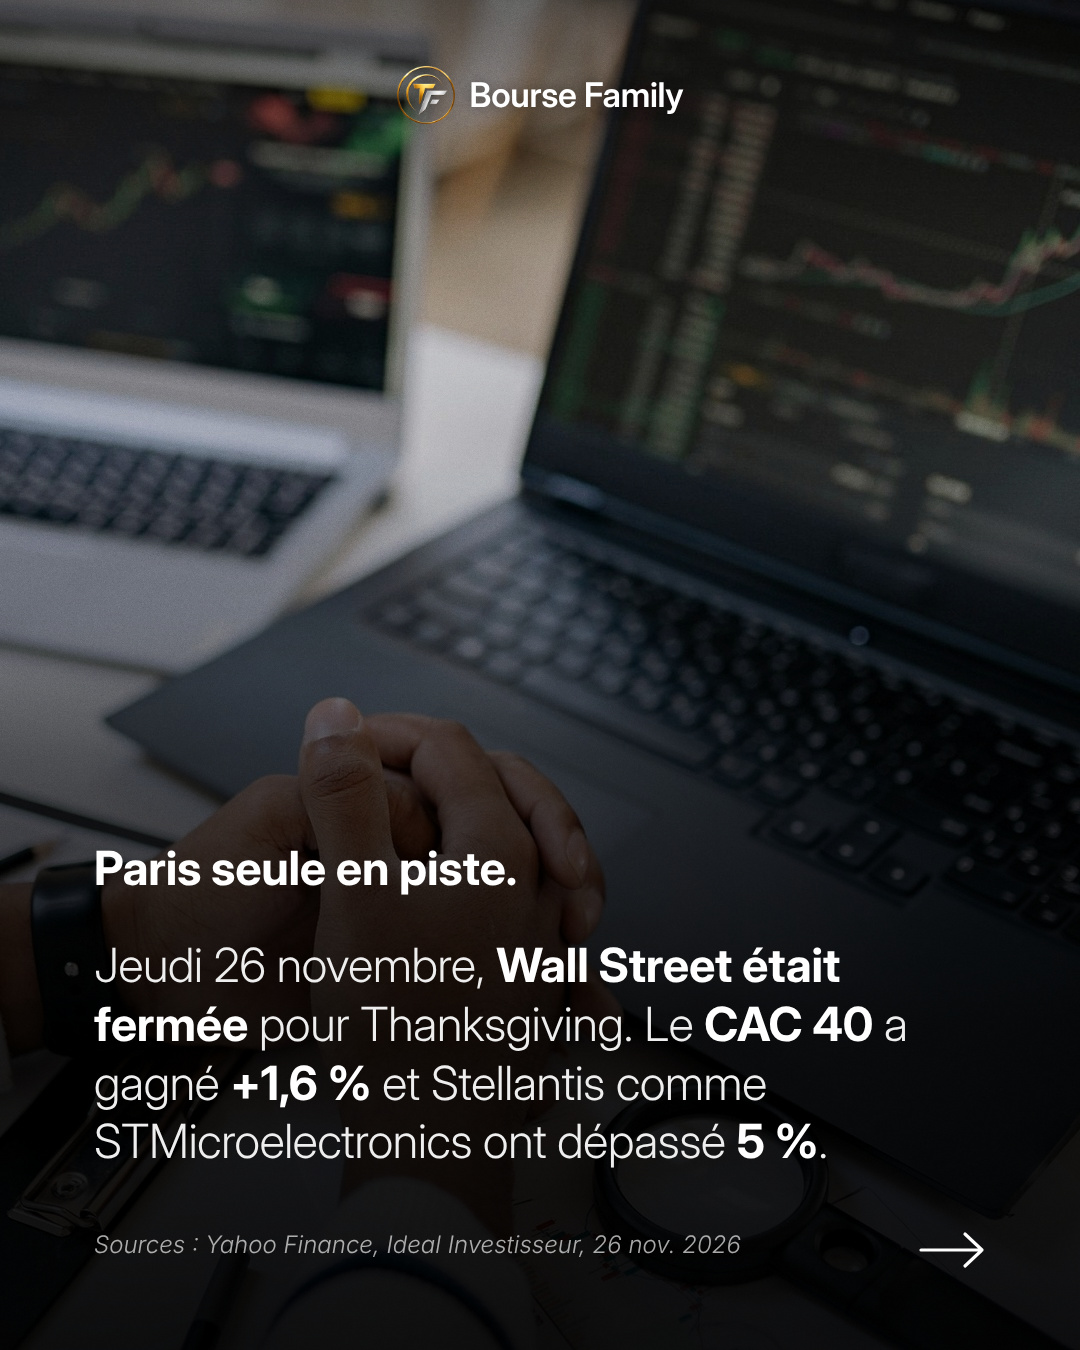 TF Bourse Family
Paris seule en piste.
Jeudi 26 novembre, Wall Street était
fermée pour Thanksgiving. Le CAC 40 a
gagné +1,6 % et Stellantis comme
STMicroelectronics ont dépassé 5 %.
Sources : Yahoo Finance, Ideal Investisseur, 26 nov. 2026